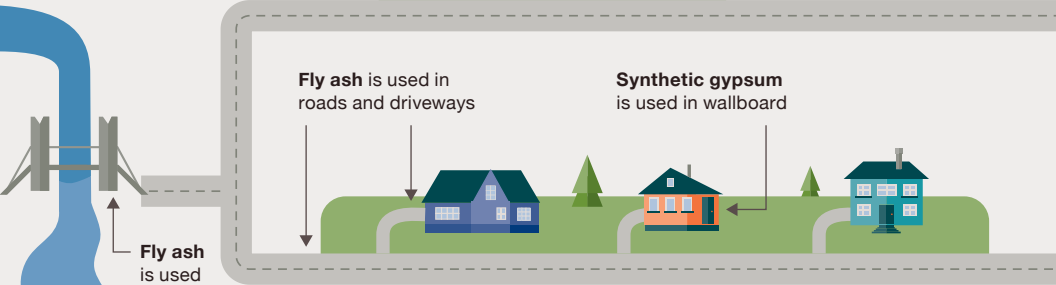 Fly ash is used in
roads and driveways
Synthetic gypsum
is used in wallboard
Fly ash
is used